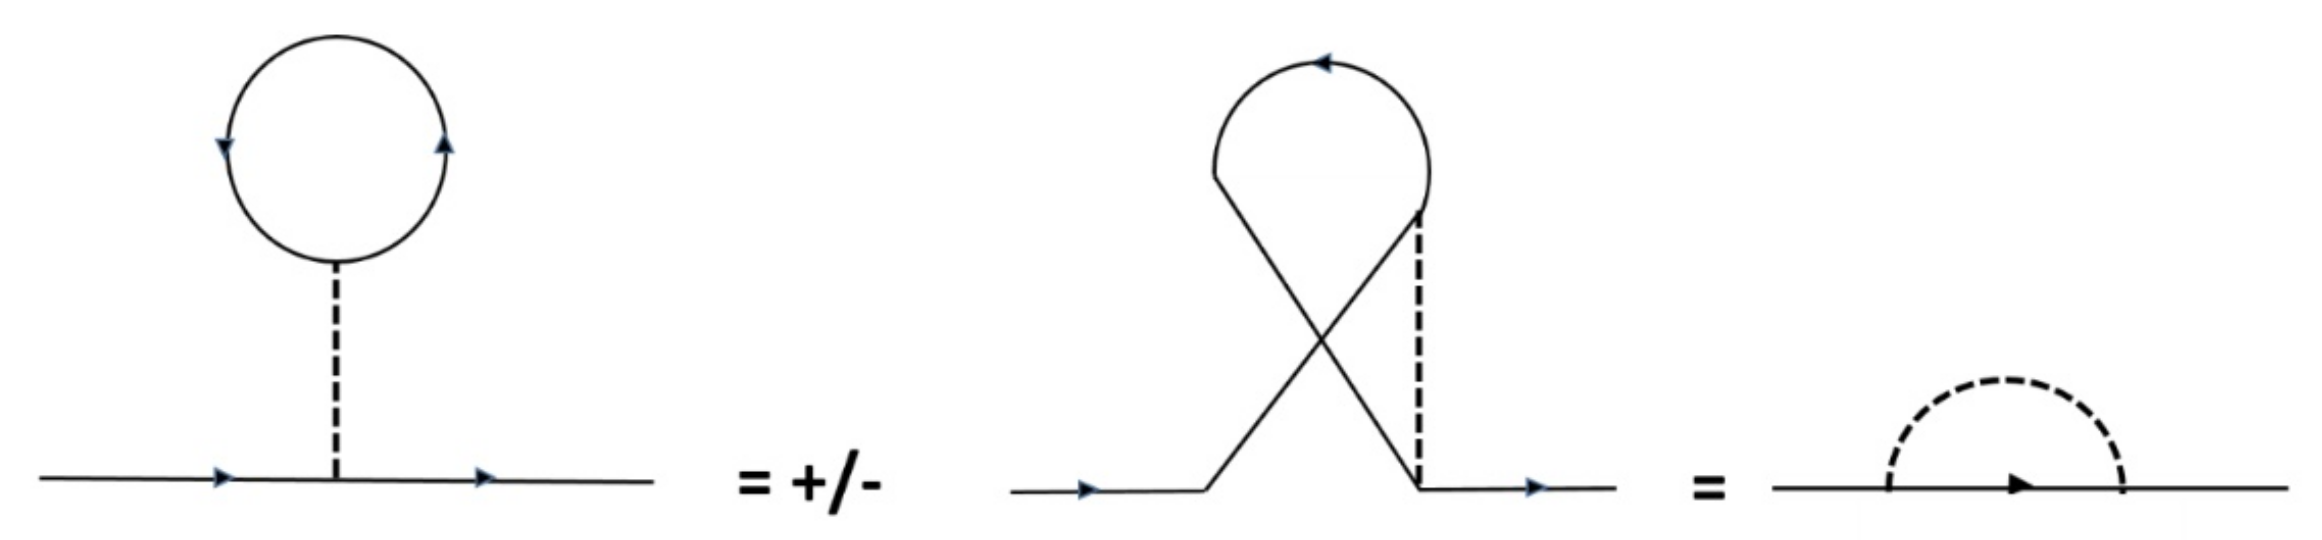 = +/- =